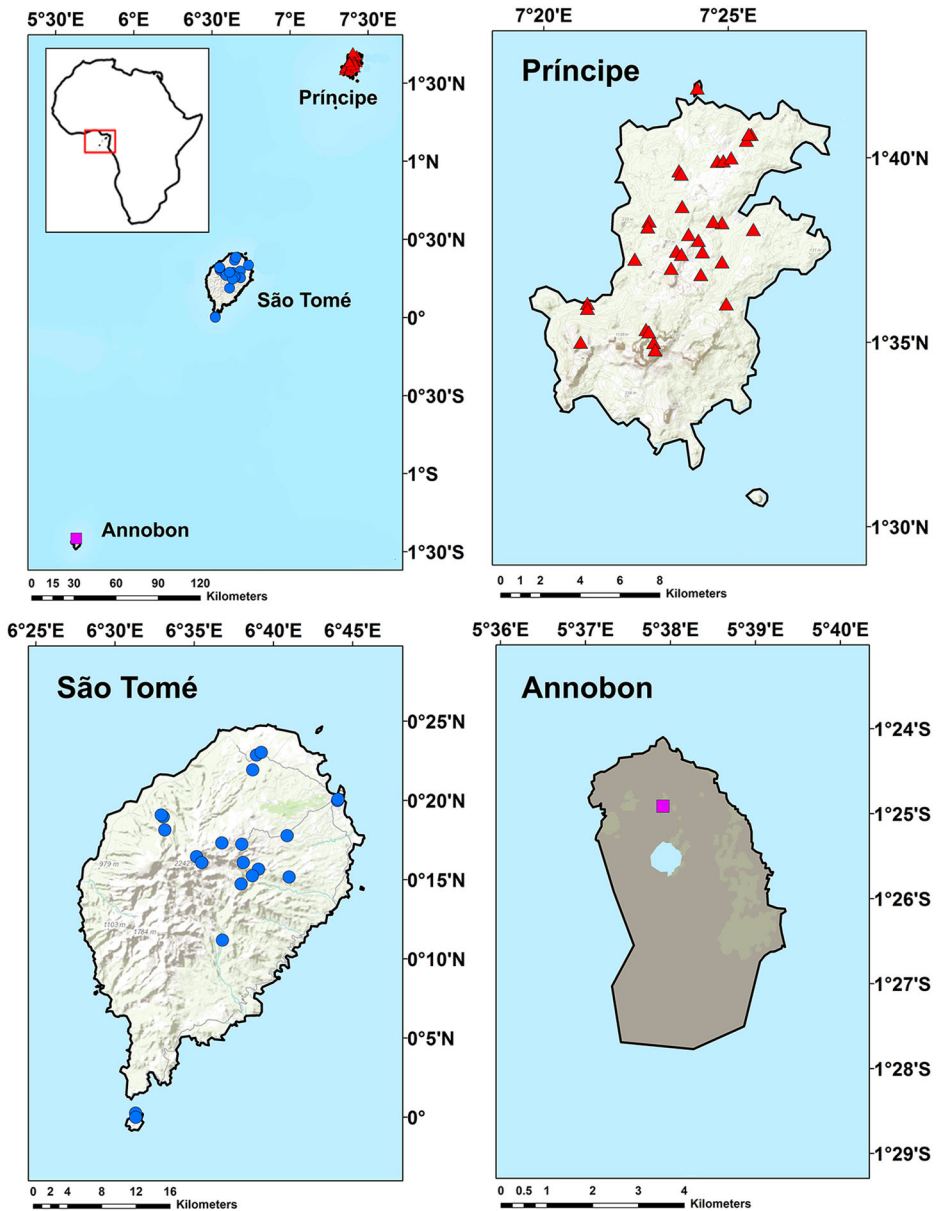 5°30'E 6°E 6°30'E 7°E 7°30'E
Príncipe
1°30'N
1°N
0°30'N
São Tomé
0°
0°30'S
1°S
Annobon
1°30'S
0 15 30 60 90 120
Kilometers
7°20'E 7°25'E
Príncipe
1°40'N
1°35'N
1°30'N
0 1 2 4 6 8
Kilometers
6°25'E 6°30'E 6°35'E 6°40'E 6°45'E
São Tomé
0°25'N
0°20'N
979 m
2242
0°15'N
1103 m
1784 m
0°10'N
0°5'N
0°
0 2 4 8 12 16
Kilometers
5°36'E 5°37'E 5°38'E 5°39'E 5°40'E
Annobon
1°24'S
1°25'S
1°26'S
1°27'S
1°28'S
1°29'S
0 0.5 1 2 3 4
Kilometers